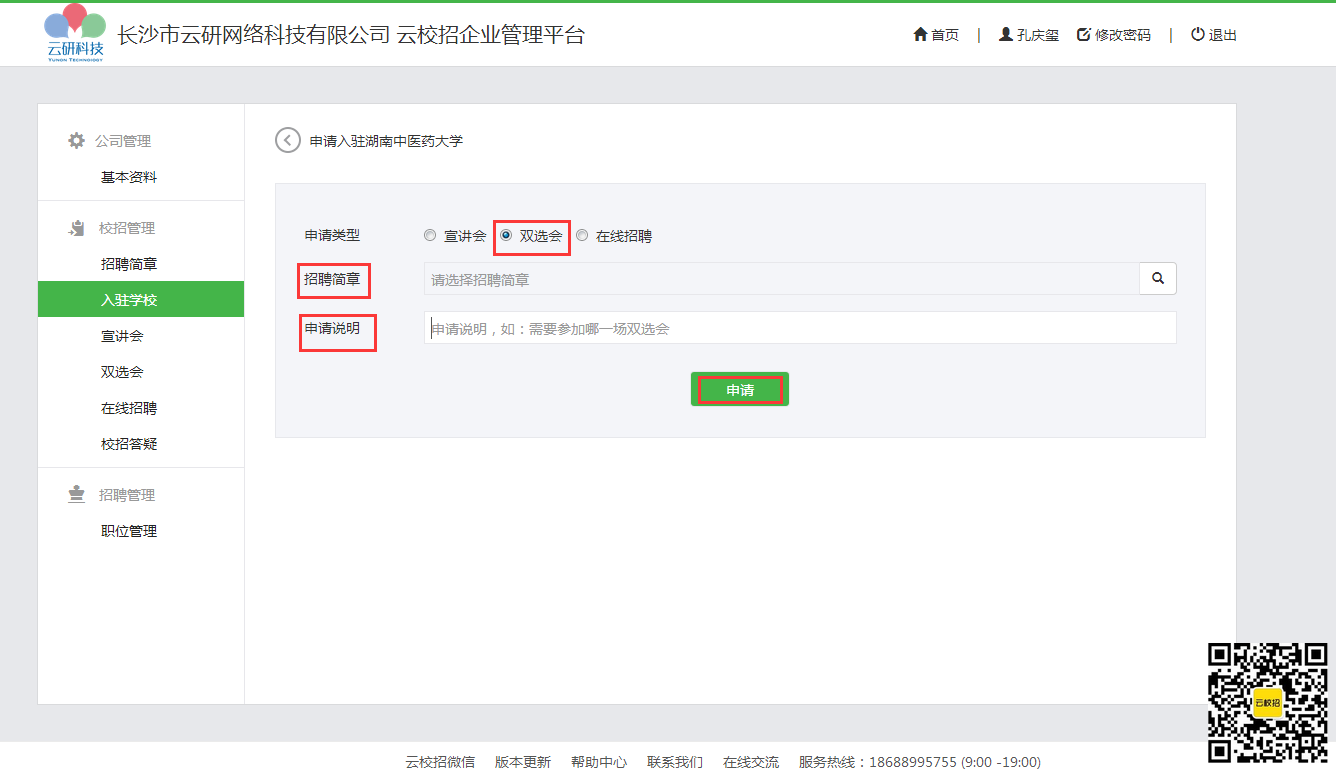 云研科技
YUNON TECHNOLOGY
长沙市云研网络科技有限公司 云校招企业管理平台
首页 | 孔庆玺 修改密码 | 退出
公司管理
基本资料
校招管理
招聘简章
入驻学校
宣讲会
双选会
在线招聘
校招答疑
招聘管理
职位管理
申请入驻湖南中医药大学
申请类型 宣讲会 双选会 在线招聘
招聘简章 请选择招聘简章
申请说明 申请说明，如：需要参加哪一场双选会
申请
云校招
云校招微信 版本更新 帮助中心 联系我们 在线交流 服务热线：18688995755 (9:00 -19:00)